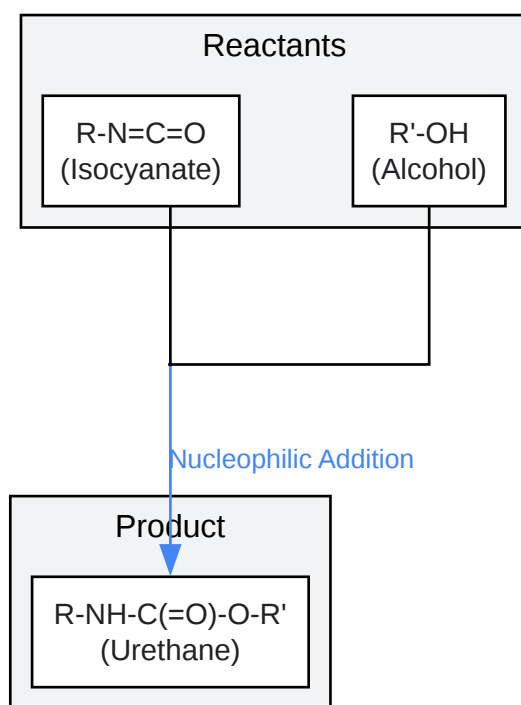 Reactants
R-N=C=O
(Isocyanate)
R'-OH
(Alcohol)
Nucleophilic Addition
Product
R-NH-C(=O)-O-R'
(Urethane)